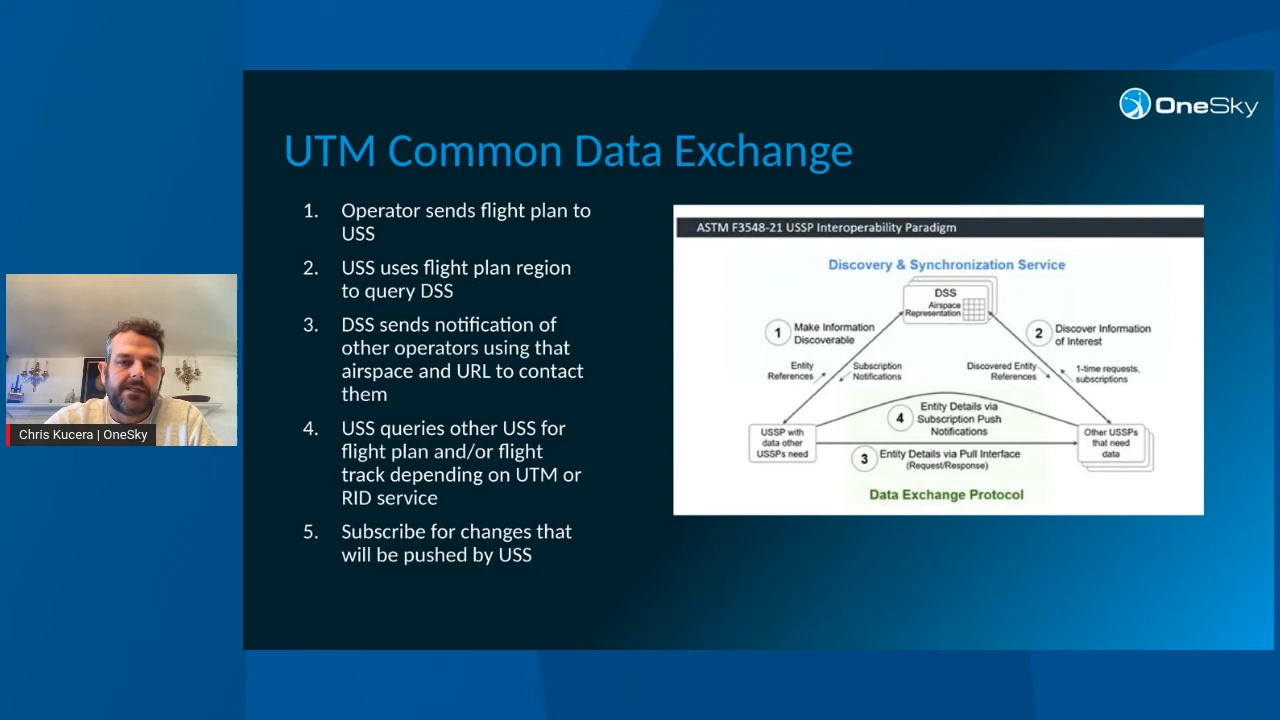 OneSky
UTM Common Data Exchange
1. Operator sends flight plan to
USS
2. USS uses flight plan region
to query DSS
3. DSS sends notification of
other operators using that
airspace and URL to contact
them
4. USS queries other USS for
flight plan and/or flight
track depending on UTM or
RID service
5. Subscribe for changes that
will be pushed by USS
ASTM F3548-21 USSP Interoperability Paradigm
Discovery & Synchronization Service
DSS
Airspace
Representation
1 Make Information
Discoverable
2 Discover Information
of Interest
Entity
References
Subscription
Notifications
Discovered Entity
References
1-time requests,
subscriptions
4 Entity Details via
Subscription Push
Notifications
USSP with
data other
USSPs need
Other USSPs
that need
data
3 Entity Details via Pull Interface
(Request/Response)
Data Exchange Protocol
Chris Kucera | OneSky